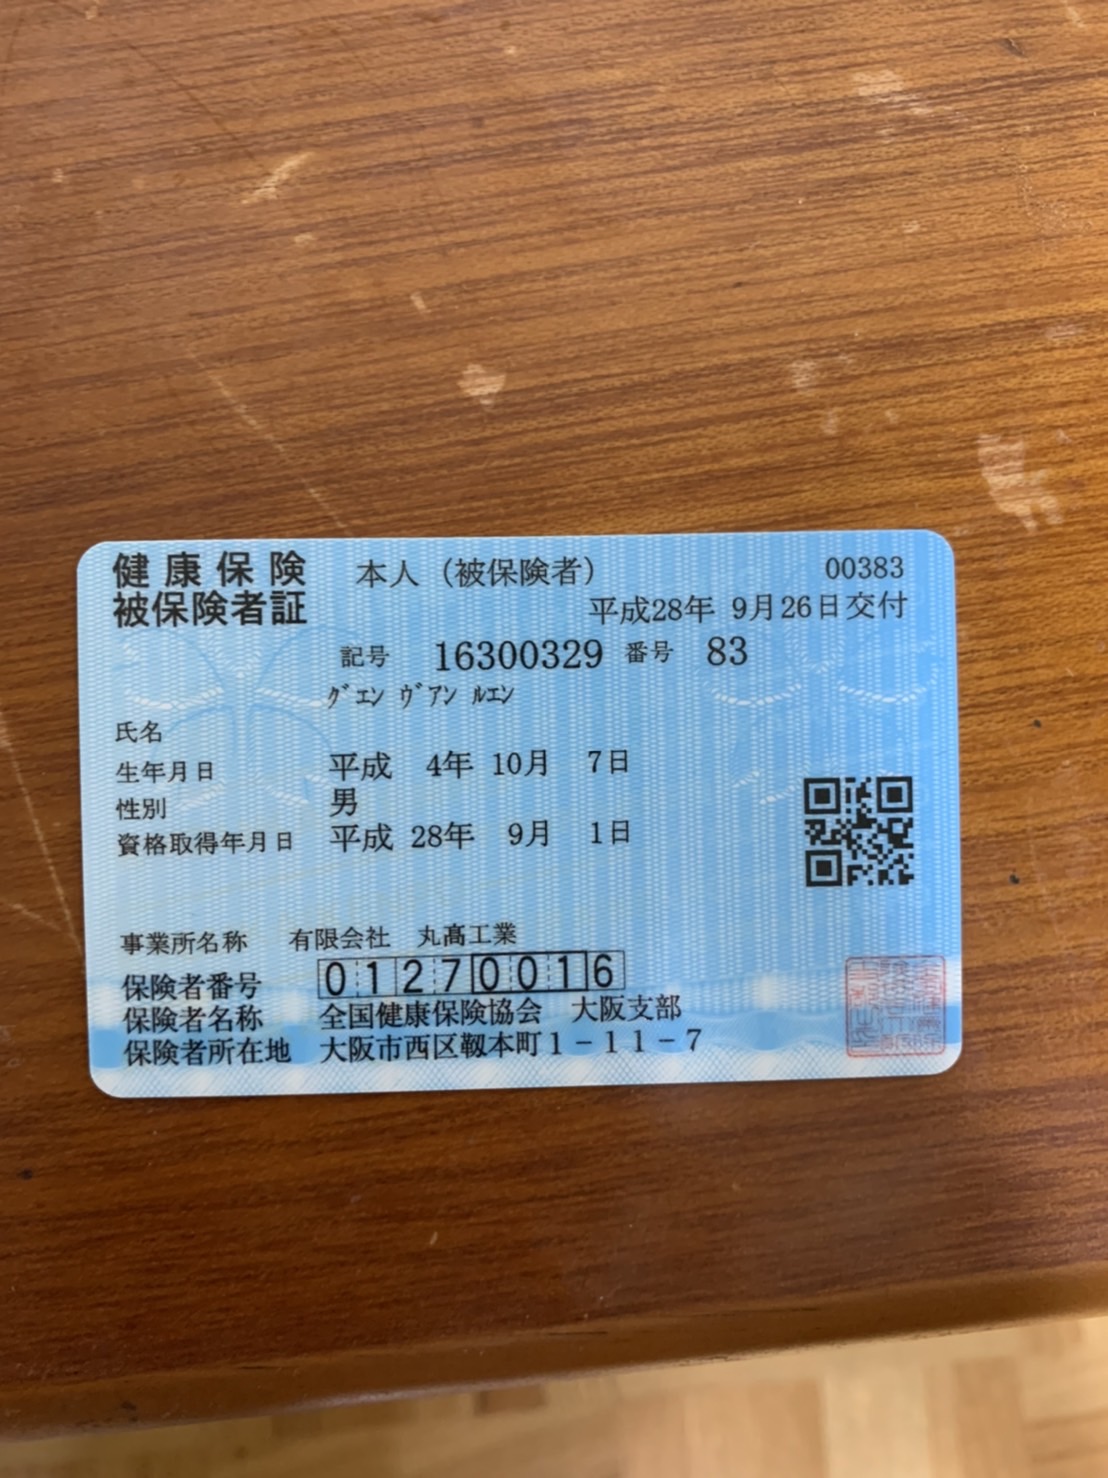 健康保険 本人（被保険者） 00383
被保険者証 平成28年 9月26日交付
記号 16300329 番号 83
ｸﾞｴﾝ ｳﾞｱﾝ ﾙｴﾝ
氏名
生年月日 平成 4年 10月 7日
性別 男
資格取得年月日 平成 28年 9月 1日
事業所名称 有限会社 丸髙工業
保険者番号 01270016
保険者名称 全国健康保険協会 大阪支部
保険者所在地 大阪市西区靱本町1－11－7